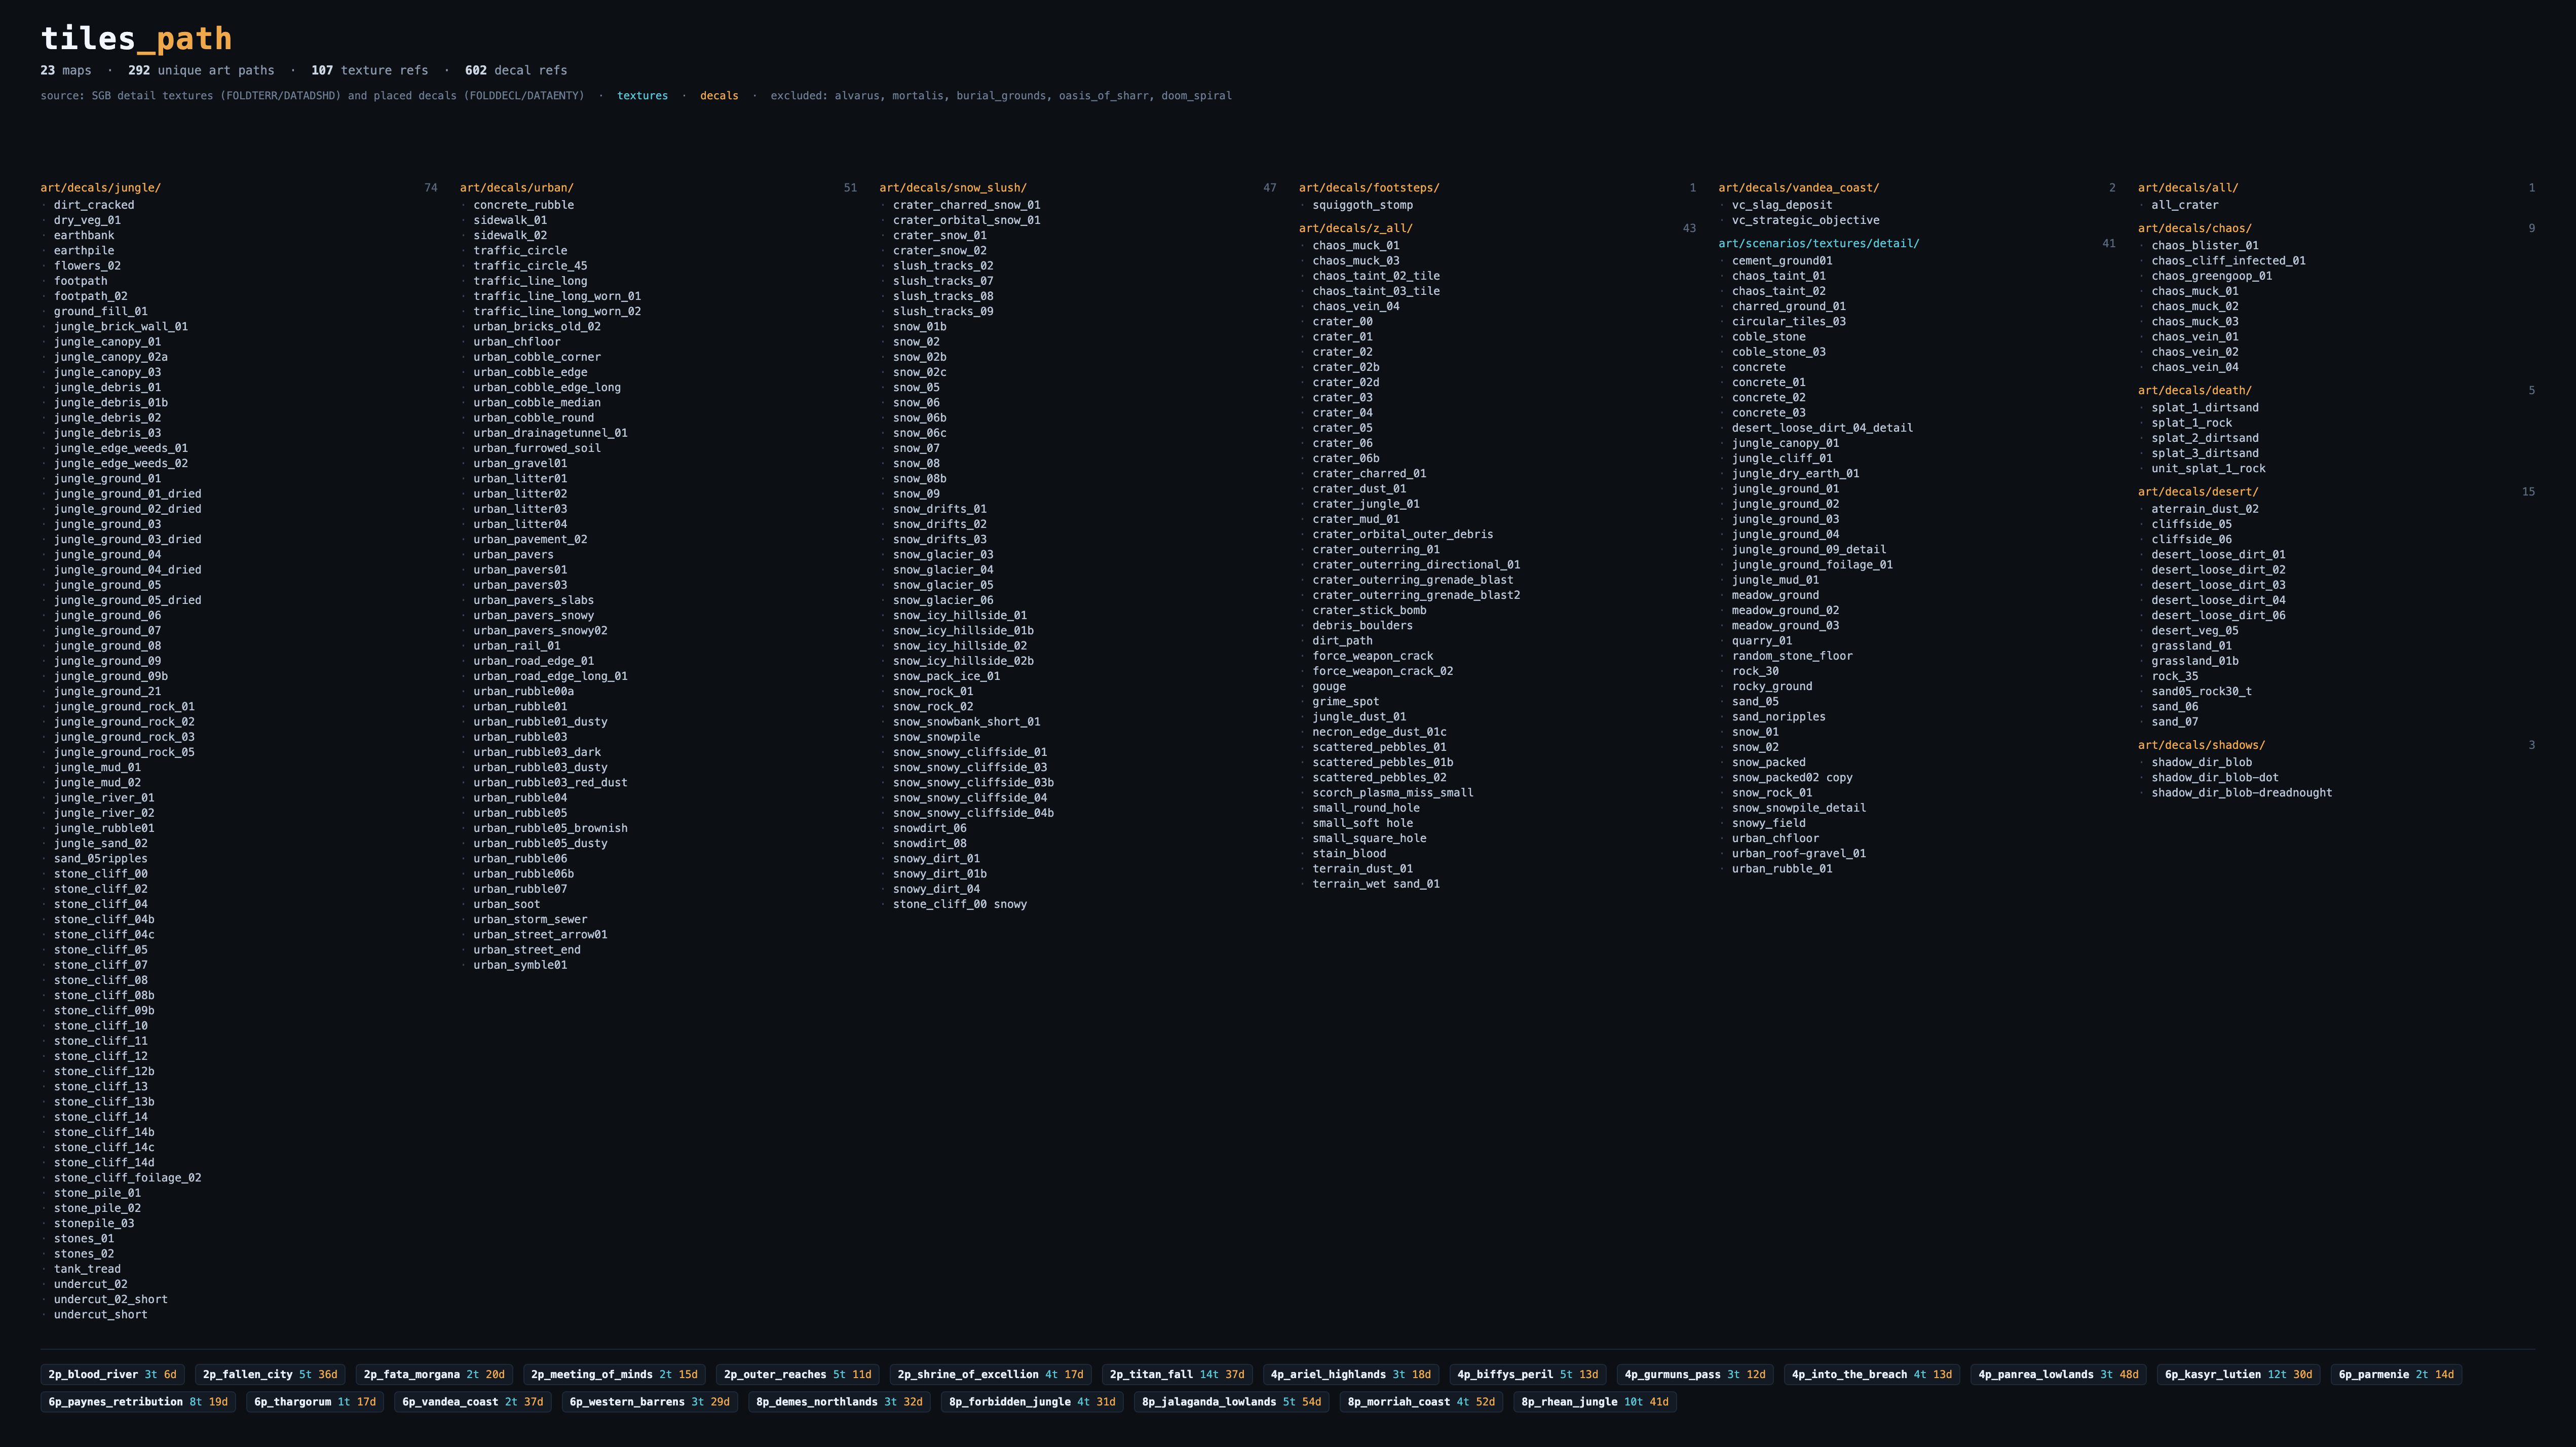 tiles_path
23 maps · 292 unique art paths · 107 texture refs · 602 decal refs
source: SGB detail textures (FOLDTERR/DATADSHD) and placed decals (FOLDDECL/DATAENTY) · textures · decals · excluded: alvarus, mortalis, burial_grounds, oasis_of_sharr, doom_spiral
art/decals/jungle/ 74
· dirt_cracked
· dry_veg_01
· earthbank
· earthpile
· flowers_02
· footpath
· footpath_02
· ground_fill_01
· jungle_brick_wall_01
· jungle_canopy_01
· jungle_canopy_02a
· jungle_canopy_03
· jungle_debris_01
· jungle_debris_01b
· jungle_debris_02
· jungle_debris_03
· jungle_edge_weeds_01
· jungle_edge_weeds_02
· jungle_ground_01
· jungle_ground_01_dried
· jungle_ground_02_dried
· jungle_ground_03
· jungle_ground_03_dried
· jungle_ground_04
· jungle_ground_04_dried
· jungle_ground_05
· jungle_ground_05_dried
· jungle_ground_06
· jungle_ground_07
· jungle_ground_08
· jungle_ground_09
· jungle_ground_09b
· jungle_ground_21
· jungle_ground_rock_01
· jungle_ground_rock_02
· jungle_ground_rock_03
· jungle_ground_rock_05
· jungle_mud_01
· jungle_mud_02
· jungle_river_01
· jungle_river_02
· jungle_rubble01
· jungle_sand_02
· sand_05ripples
· stone_cliff_00
· stone_cliff_02
· stone_cliff_04
· stone_cliff_04b
· stone_cliff_04c
· stone_cliff_05
· stone_cliff_07
· stone_cliff_08
· stone_cliff_08b
· stone_cliff_09b
· stone_cliff_10
· stone_cliff_11
· stone_cliff_12
· stone_cliff_12b
· stone_cliff_13
· stone_cliff_13b
· stone_cliff_14
· stone_cliff_14b
· stone_cliff_14c
· stone_cliff_14d
· stone_cliff_foilage_02
· stone_pile_01
· stone_pile_02
· stonepile_03
· stones_01
· stones_02
· tank_tread
· undercut_02
· undercut_02_short
· undercut_short
art/decals/urban/ 51
· concrete_rubble
· sidewalk_01
· sidewalk_02
· traffic_circle
· traffic_circle_45
· traffic_line_long
· traffic_line_long_worn_01
· traffic_line_long_worn_02
· urban_bricks_old_02
· urban_chfloor
· urban_cobble_corner
· urban_cobble_edge
· urban_cobble_edge_long
· urban_cobble_median
· urban_cobble_round
· urban_drainagetunnel_01
· urban_furrowed_soil
· urban_gravel01
· urban_litter01
· urban_litter02
· urban_litter03
· urban_litter04
· urban_pavement_02
· urban_pavers
· urban_pavers01
· urban_pavers03
· urban_pavers_slabs
· urban_pavers_snowy
· urban_pavers_snowy02
· urban_rail_01
· urban_road_edge_01
· urban_road_edge_long_01
· urban_rubble00a
· urban_rubble01
· urban_rubble01_dusty
· urban_rubble03
· urban_rubble03_dark
· urban_rubble03_dusty
· urban_rubble03_red_dust
· urban_rubble04
· urban_rubble05
· urban_rubble05_brownish
· urban_rubble05_dusty
· urban_rubble06
· urban_rubble06b
· urban_rubble07
· urban_soot
· urban_storm_sewer
· urban_street_arrow01
· urban_street_end
· urban_symble01
art/decals/snow_slush/ 47
· crater_charred_snow_01
· crater_orbital_snow_01
· crater_snow_01
· crater_snow_02
· slush_tracks_02
· slush_tracks_07
· slush_tracks_08
· slush_tracks_09
· snow_01b
· snow_02
· snow_02b
· snow_02c
· snow_05
· snow_06
· snow_06b
· snow_06c
· snow_07
· snow_08
· snow_08b
· snow_09
· snow_drifts_01
· snow_drifts_02
· snow_drifts_03
· snow_glacier_03
· snow_glacier_04
· snow_glacier_05
· snow_glacier_06
· snow_icy_hillside_01
· snow_icy_hillside_01b
· snow_icy_hillside_02
· snow_icy_hillside_02b
· snow_pack_ice_01
· snow_rock_01
· snow_rock_02
· snow_snowbank_short_01
· snow_snowpile
· snow_snowy_cliffside_01
· snow_snowy_cliffside_03
· snow_snowy_cliffside_03b
· snow_snowy_cliffside_04
· snow_snowy_cliffside_04b
· snowdirt_06
· snowdirt_08
· snowy_dirt_01
· snowy_dirt_01b
· snowy_dirt_04
· stone_cliff_00 snowy
art/decals/footsteps/ 1
· squiggoth_stomp
art/decals/z_all/ 43
· chaos_muck_01
· chaos_muck_03
· chaos_taint_02_tile
· chaos_taint_03_tile
· chaos_vein_04
· crater_00
· crater_01
· crater_02
· crater_02b
· crater_02d
· crater_03
· crater_04
· crater_05
· crater_06
· crater_06b
· crater_charred_01
· crater_dust_01
· crater_jungle_01
· crater_mud_01
· crater_orbital_outer_debris
· crater_outerring_01
· crater_outerring_directional_01
· crater_outerring_grenade_blast
· crater_outerring_grenade_blast2
· crater_stick_bomb
· debris_boulders
· dirt_path
· force_weapon_crack
· force_weapon_crack_02
· gouge
· grime_spot
· jungle_dust_01
· necron_edge_dust_01c
· scattered_pebbles_01
· scattered_pebbles_01b
· scattered_pebbles_02
· scorch_plasma_miss_small
· small_round_hole
· small_soft hole
· small_square_hole
· stain_blood
· terrain_dust_01
· terrain_wet sand_01
art/decals/vandea_coast/ 2
· vc_slag_deposit
· vc_strategic_objective
art/scenarios/textures/detail/ 41
· cement_ground01
· chaos_taint_01
· chaos_taint_02
· charred_ground_01
· circular_tiles_03
· coble_stone
· coble_stone_03
· concrete
· concrete_01
· concrete_02
· concrete_03
· desert_loose_dirt_04_detail
· jungle_canopy_01
· jungle_cliff_01
· jungle_dry_earth_01
· jungle_ground_01
· jungle_ground_02
· jungle_ground_03
· jungle_ground_04
· jungle_ground_09_detail
· jungle_ground_foilage_01
· jungle_mud_01
· meadow_ground
· meadow_ground_02
· meadow_ground_03
· quarry_01
· random_stone_floor
· rock_30
· rocky_ground
· sand_05
· sand_noripples
· snow_01
· snow_02
· snow_packed
· snow_packed02 copy
· snow_rock_01
· snow_snowpile_detail
· snowy_field
· urban_chfloor
· urban_roof-gravel_01
· urban_rubble_01
art/decals/all/ 1
· all_crater
art/decals/chaos/ 9
· chaos_blister_01
· chaos_cliff_infected_01
· chaos_greengoop_01
· chaos_muck_01
· chaos_muck_02
· chaos_muck_03
· chaos_vein_01
· chaos_vein_02
· chaos_vein_04
art/decals/death/ 5
· splat_1_dirtsand
· splat_1_rock
· splat_2_dirtsand
· splat_3_dirtsand
· unit_splat_1_rock
art/decals/desert/ 15
· aterrain_dust_02
· cliffside_05
· cliffside_06
· desert_loose_dirt_01
· desert_loose_dirt_02
· desert_loose_dirt_03
· desert_loose_dirt_04
· desert_loose_dirt_06
· desert_veg_05
· grassland_01
· grassland_01b
· rock_35
· sand05_rock30_t
· sand_06
· sand_07
art/decals/shadows/ 3
· shadow_dir_blob
· shadow_dir_blob-dot
· shadow_dir_blob-dreadnought
2p_blood_river 3t 6d 2p_fallen_city 5t 36d 2p_fata_morgana 2t 20d 2p_meeting_of_minds 2t 15d 2p_outer_reaches 5t 11d 2p_shrine_of_excellion 4t 17d 2p_titan_fall 14t 37d 4p_ariel_highlands 3t 18d 4p_biffys_peril 5t 13d 4p_gurmuns_pass 3t 12d 4p_into_the_breach 4t 13d 4p_panrea_lowlands 3t 48d 6p_kasyr_lutien 12t 30d 6p_parmenie 2t 14d
6p_paynes_retribution 8t 19d 6p_thargorum 1t 17d 6p_vandea_coast 2t 37d 6p_western_barrens 3t 29d 8p_demes_northlands 3t 32d 8p_forbidden_jungle 4t 31d 8p_jalaganda_lowlands 5t 54d 8p_morriah_coast 4t 52d 8p_rhean_jungle 10t 41d